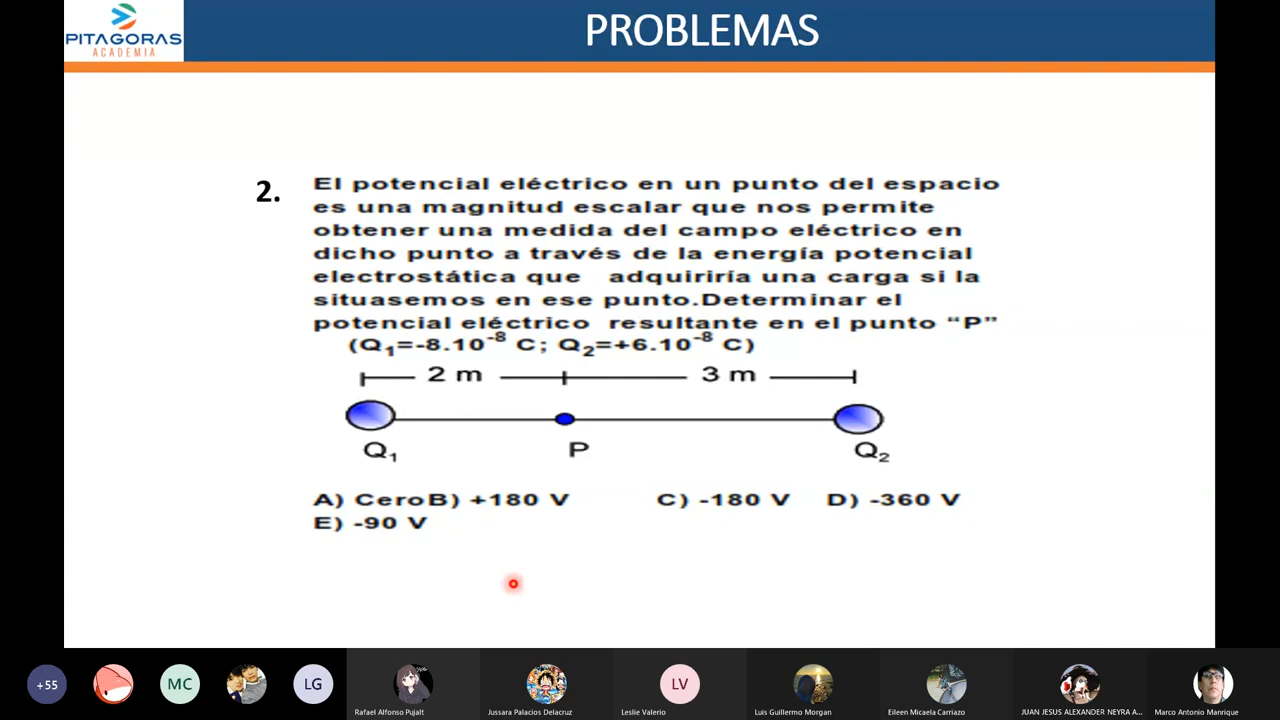 PITAGORAS
ACADEMIA
PROBLEMAS
2.
El potencial eléctrico en un punto del espacio
es una magnitud escalar que nos permite
obtener una medida del campo eléctrico en
dicho punto a través de la energía potencial
electrostática que adquiriría una carga si la
situasemos en ese punto.Determinar el
potencial eléctrico resultante en el punto “P”
(Q₁=-8.10⁻⁸ C; Q₂=+6.10⁻⁸ C)
2 m 3 m
Q₁ P Q₂
A) Cero B) +180 V C) -180 V D) -360 V
E) -90 V
+55 MC LG LV
Rafael Alfonso Pujalt Jussara Palacios Delacruz Leslie Valerio Luis Guillermo Morgan Eileen Micaela Carriazo JUAN JESUS ALEXANDER NEYRA A... Marco Antonio Manrique